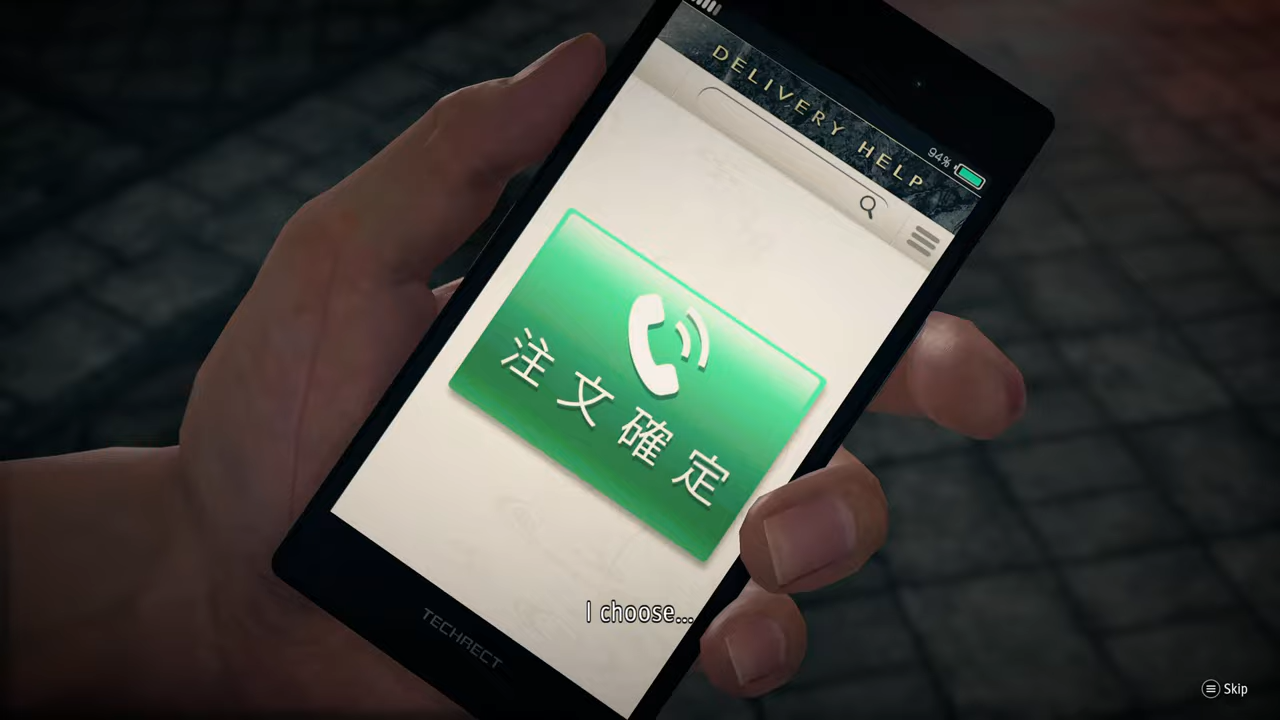 DELIVERY HELP
94%
注文確定
I choose...
TECHRECT
Skip